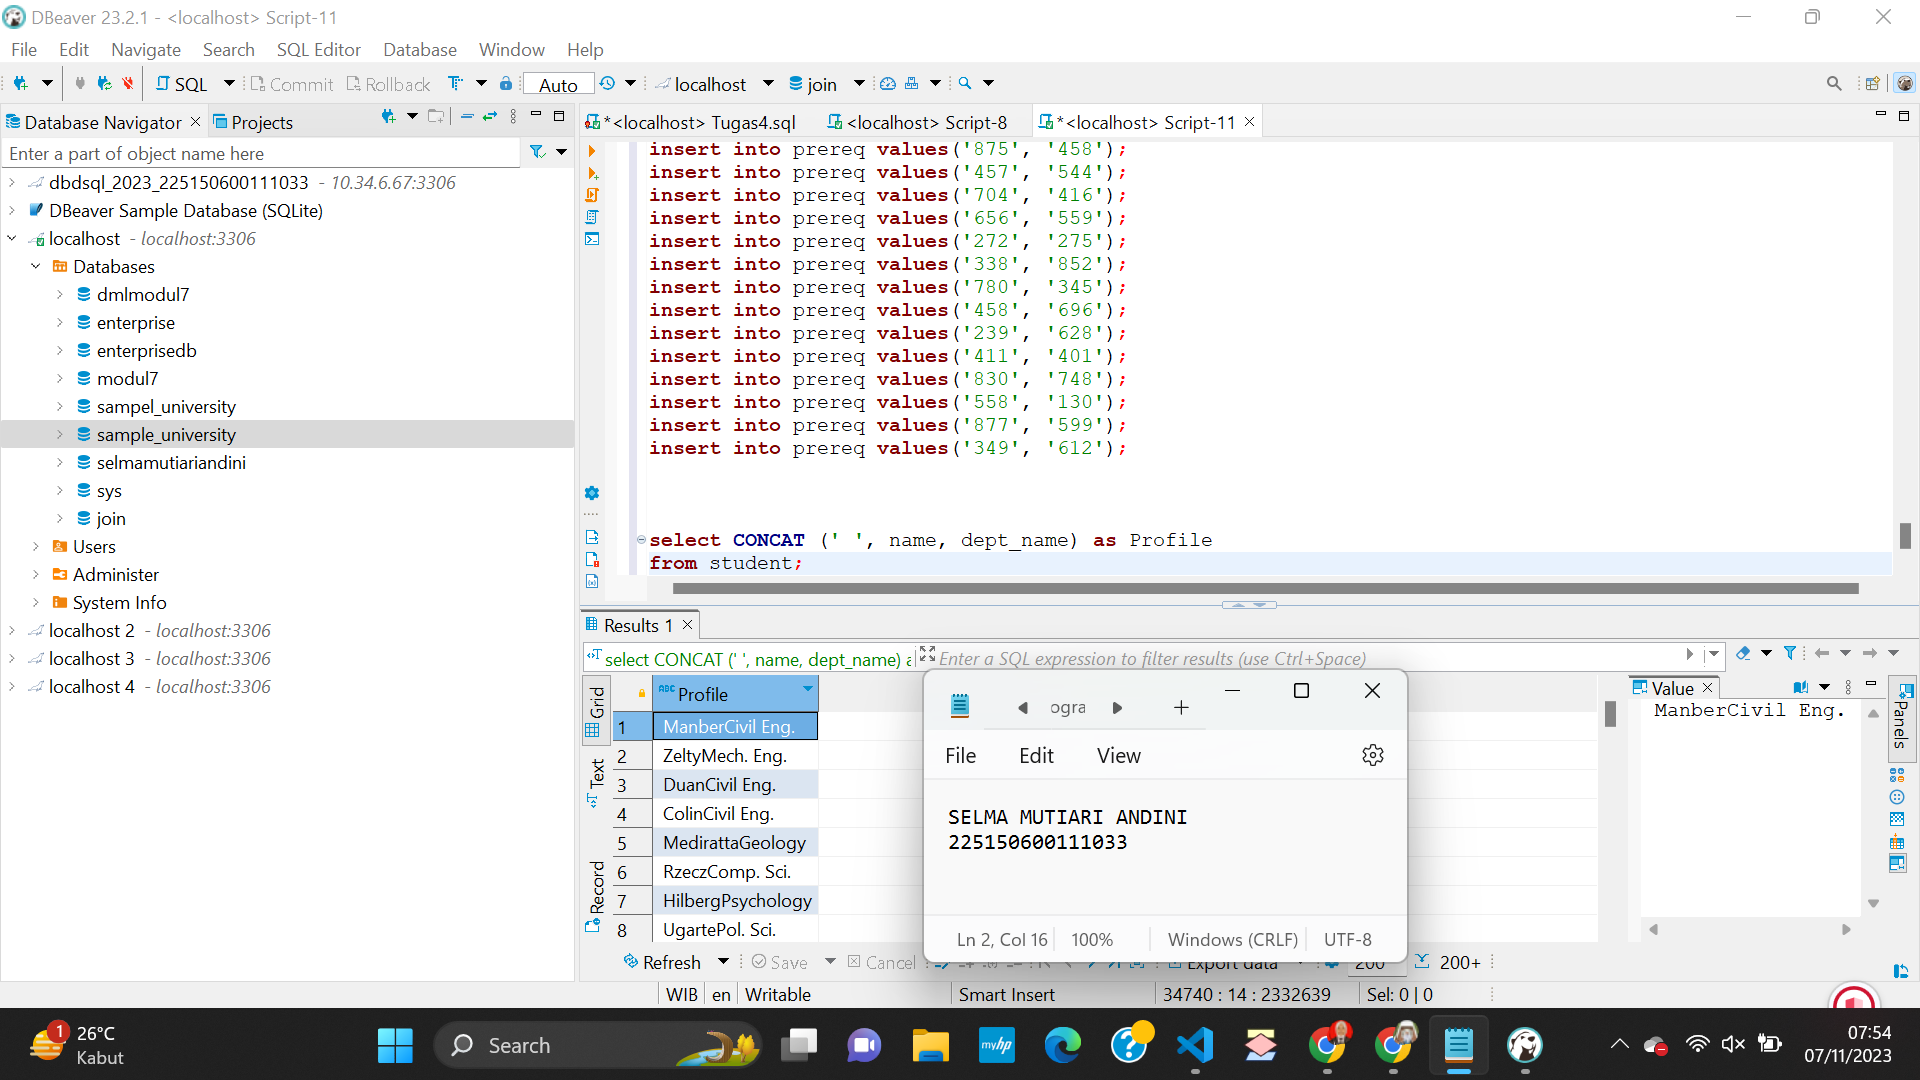 DBeaver 23.2.1 - <localhost> Script-11
File Edit Navigate Search SQL Editor Database Window Help
SQL Commit Rollback Auto localhost join
Database Navigator Projects
Enter a part of object name here
dbdsql_2023_225150600111033 - 10.34.6.67:3306
DBeaver Sample Database (SQLite)
localhost - localhost:3306
Databases
dmlmodul7
enterprise
enterprisedb
modul7
sampel_university
sample_university
selmamutiariandini
sys
join
Users
Administer
System Info
localhost 2 - localhost:3306
localhost 3 - localhost:3306
localhost 4 - localhost:3306
*<localhost> Tugas4.sql <localhost> Script-8 *<localhost> Script-11
insert into prereq values('875', '458');
insert into prereq values('457', '544');
insert into prereq values('704', '416');
insert into prereq values('656', '559');
insert into prereq values('272', '275');
insert into prereq values('338', '852');
insert into prereq values('780', '345');
insert into prereq values('458', '696');
insert into prereq values('239', '628');
insert into prereq values('411', '401');
insert into prereq values('830', '748');
insert into prereq values('558', '130');
insert into prereq values('877', '599');
insert into prereq values('349', '612');
select CONCAT (' ', name, dept_name) as Profile
from student;
Results 1
select CONCAT (' ', name, dept_name) a Enter a SQL expression to filter results (use Ctrl+Space)
Grid
Text
Record
ABC Profile
1 ManberCivil Eng.
2 ZeltyMech. Eng.
3 DuanCivil Eng.
4 ColinCivil Eng.
5 MedirattaGeology
6 RzeczComp. Sci.
7 HilbergPsychology
8 UgartePol. Sci.
Value
ManberCivil Eng.
Panels
ogra
File Edit View
SELMA MUTIARI ANDINI
225150600111033
Ln 2, Col 16 100% Windows (CRLF) UTF-8
Refresh Save Cancel Export data 200 200+
WIB en Writable Smart Insert 34740 : 14 : 2332639 Sel: 0 | 0
1
26°C
Kabut
Search
myhp
07:54
07/11/2023